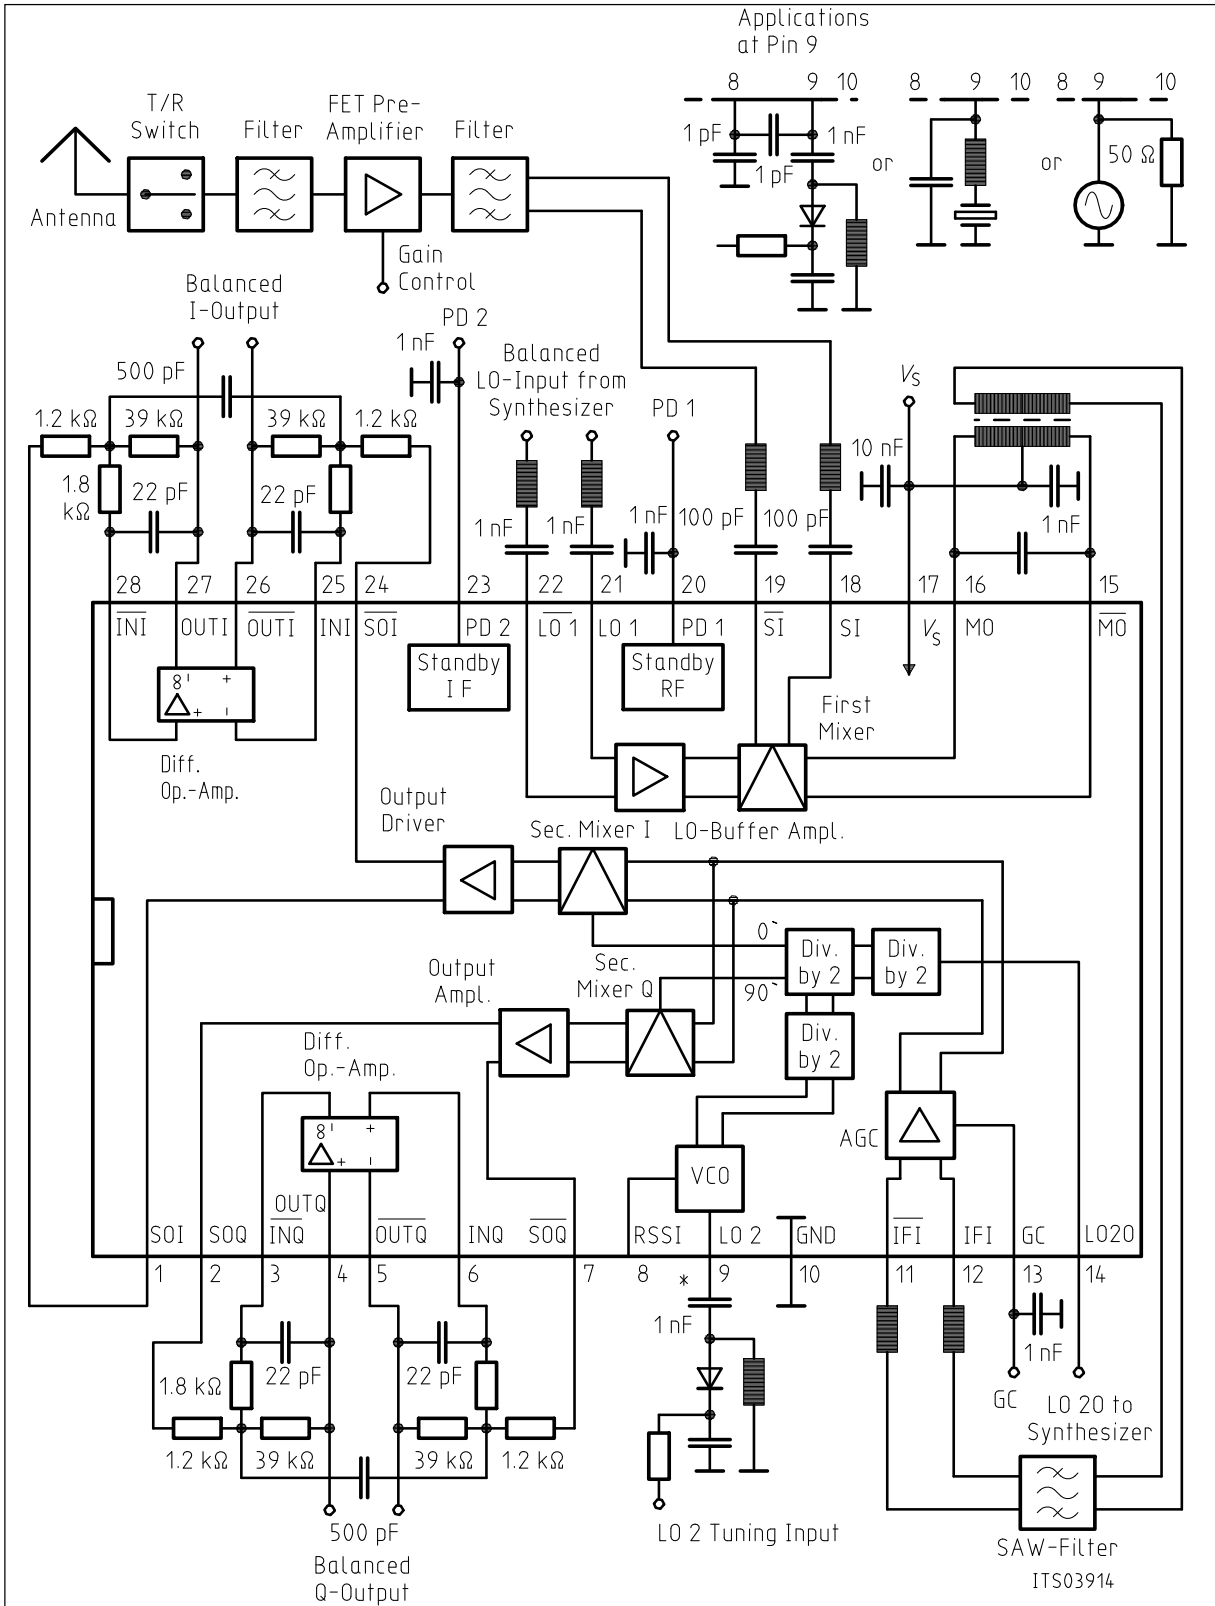 Applications
at Pin 9
8
9
10
8
9
10
8
9
10
T/R
Switch
Filter
FET Pre-
Amplifier
Filter
1 pF
1 nF
1 pF
or
or
50 Ω
Antenna
Gain
Control
Balanced
I-Output
PD 2
1 nF
500 pF
Balanced
LO-Input from
Synthesizer
PD 1
VS
1.2 kΩ
39 kΩ
39 kΩ
1.2 kΩ
10 nF
1.8
kΩ
22 pF
22 pF
1 nF
1 nF
1 nF
100 pF
100 pF
1 nF
28
27
26
25
24
23
22
21
20
19
18
17
16
15
I̅N̅I̅
OUTI
O̅U̅T̅I̅
INI
S̅O̅I̅
PD 2
L̅O̅ ̅1̅
LO 1
PD 1
S̅I̅
SI
VS
MO
M̅O̅
Standby
I F
Standby
RF
8
-
+
+
-
First
Mixer
Diff.
Op.-Amp.
Output
Driver
Sec. Mixer I
LO-Buffer Ampl.
0`
Div.
by 2
Div.
by 2
Output
Ampl.
Sec.
Mixer Q
90`
Div.
by 2
Diff.
Op.-Amp.
8
-
+
+
-
AGC
VCO
OUTQ
SOI
SOQ
I̅N̅Q̅
O̅U̅T̅Q̅
INQ
S̅O̅Q̅
RSSI
LO 2
GND
I̅F̅I̅
IFI
GC
LO20
1
2
3
4
5
6
7
8
*
9
10
11
12
13
14
1 nF
1 nF
22 pF
22 pF
1.8 kΩ
GC
LO 20 to
Synthesizer
1.2 kΩ
39 kΩ
39 kΩ
1.2 kΩ
500 pF
LO 2 Tuning Input
Balanced
Q-Output
SAW-Filter
ITS03914